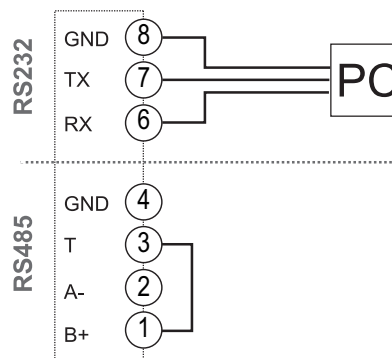 RS232
GND 8
TX 7
RX 6
PC
RS485
GND 4
T 3
A- 2
B+ 1